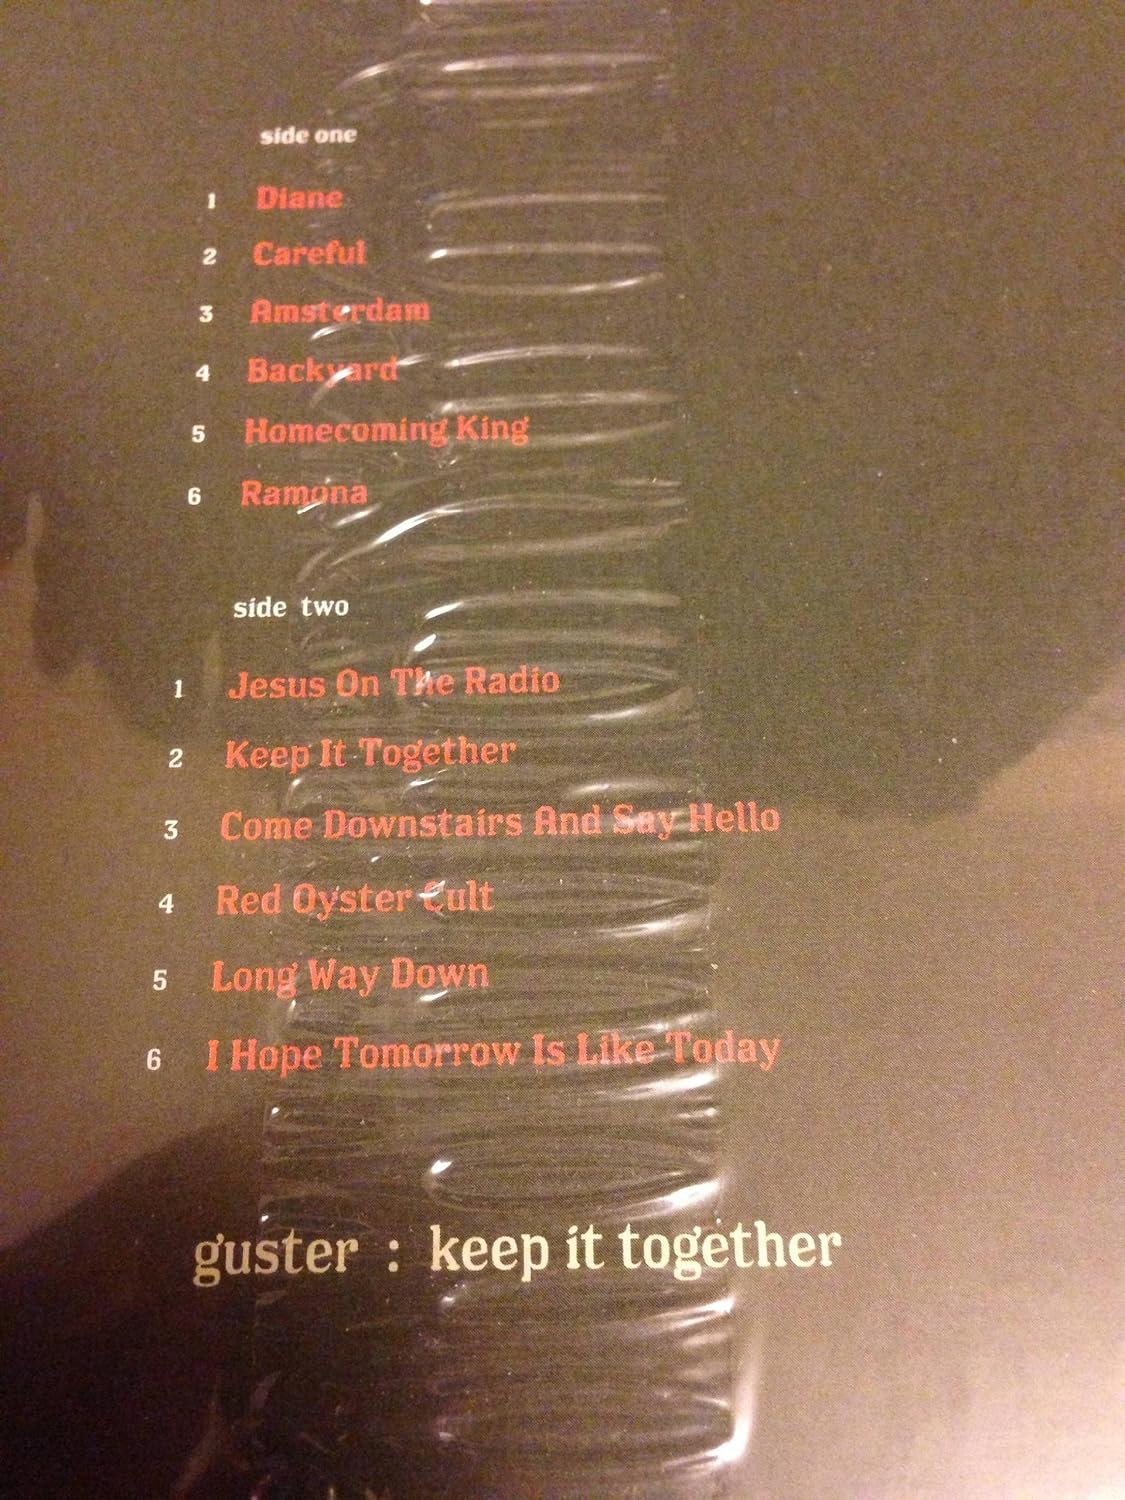 side one
1 Diane
2 Careful
3 Amsterdam
4 Backyard
5 Homecoming King
6 Ramona
side two
1 Jesus On The Radio
2 Keep It Together
3 Come Downstairs And Say Hello
4 Red Oyster Cult
5 Long Way Down
6 I Hope Tomorrow Is Like Today
guster : keep it together